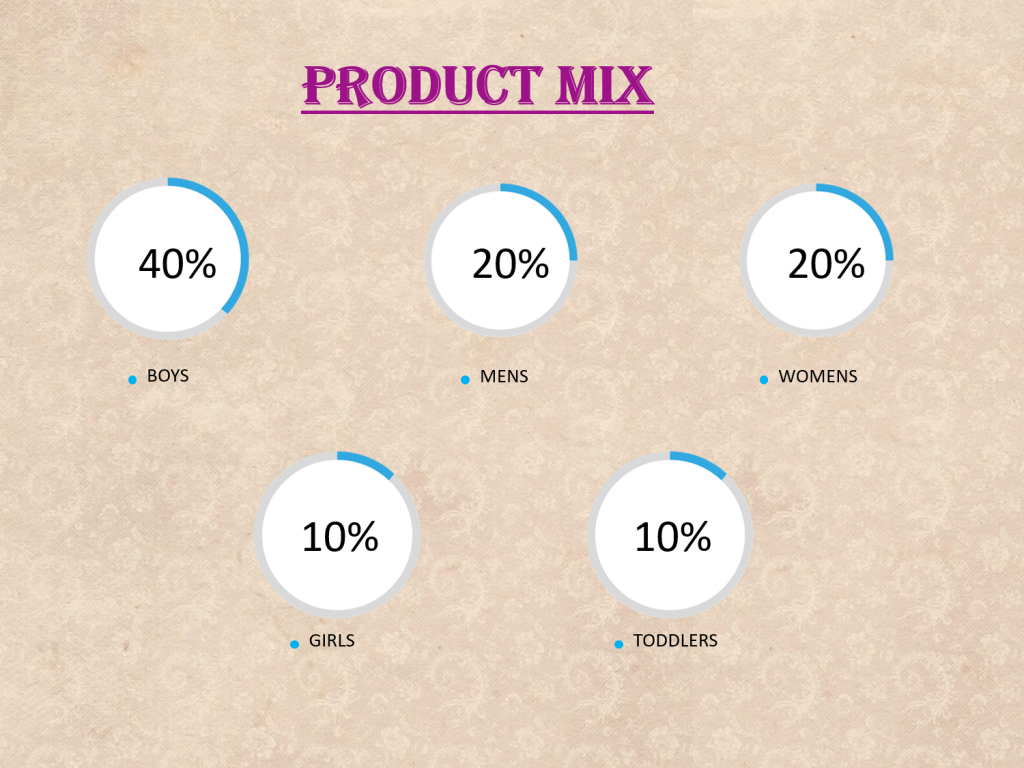 PRODUCT MIX
40%
20%
20%
BOYS
MENS
WOMENS
10%
10%
GIRLS
TODDLERS